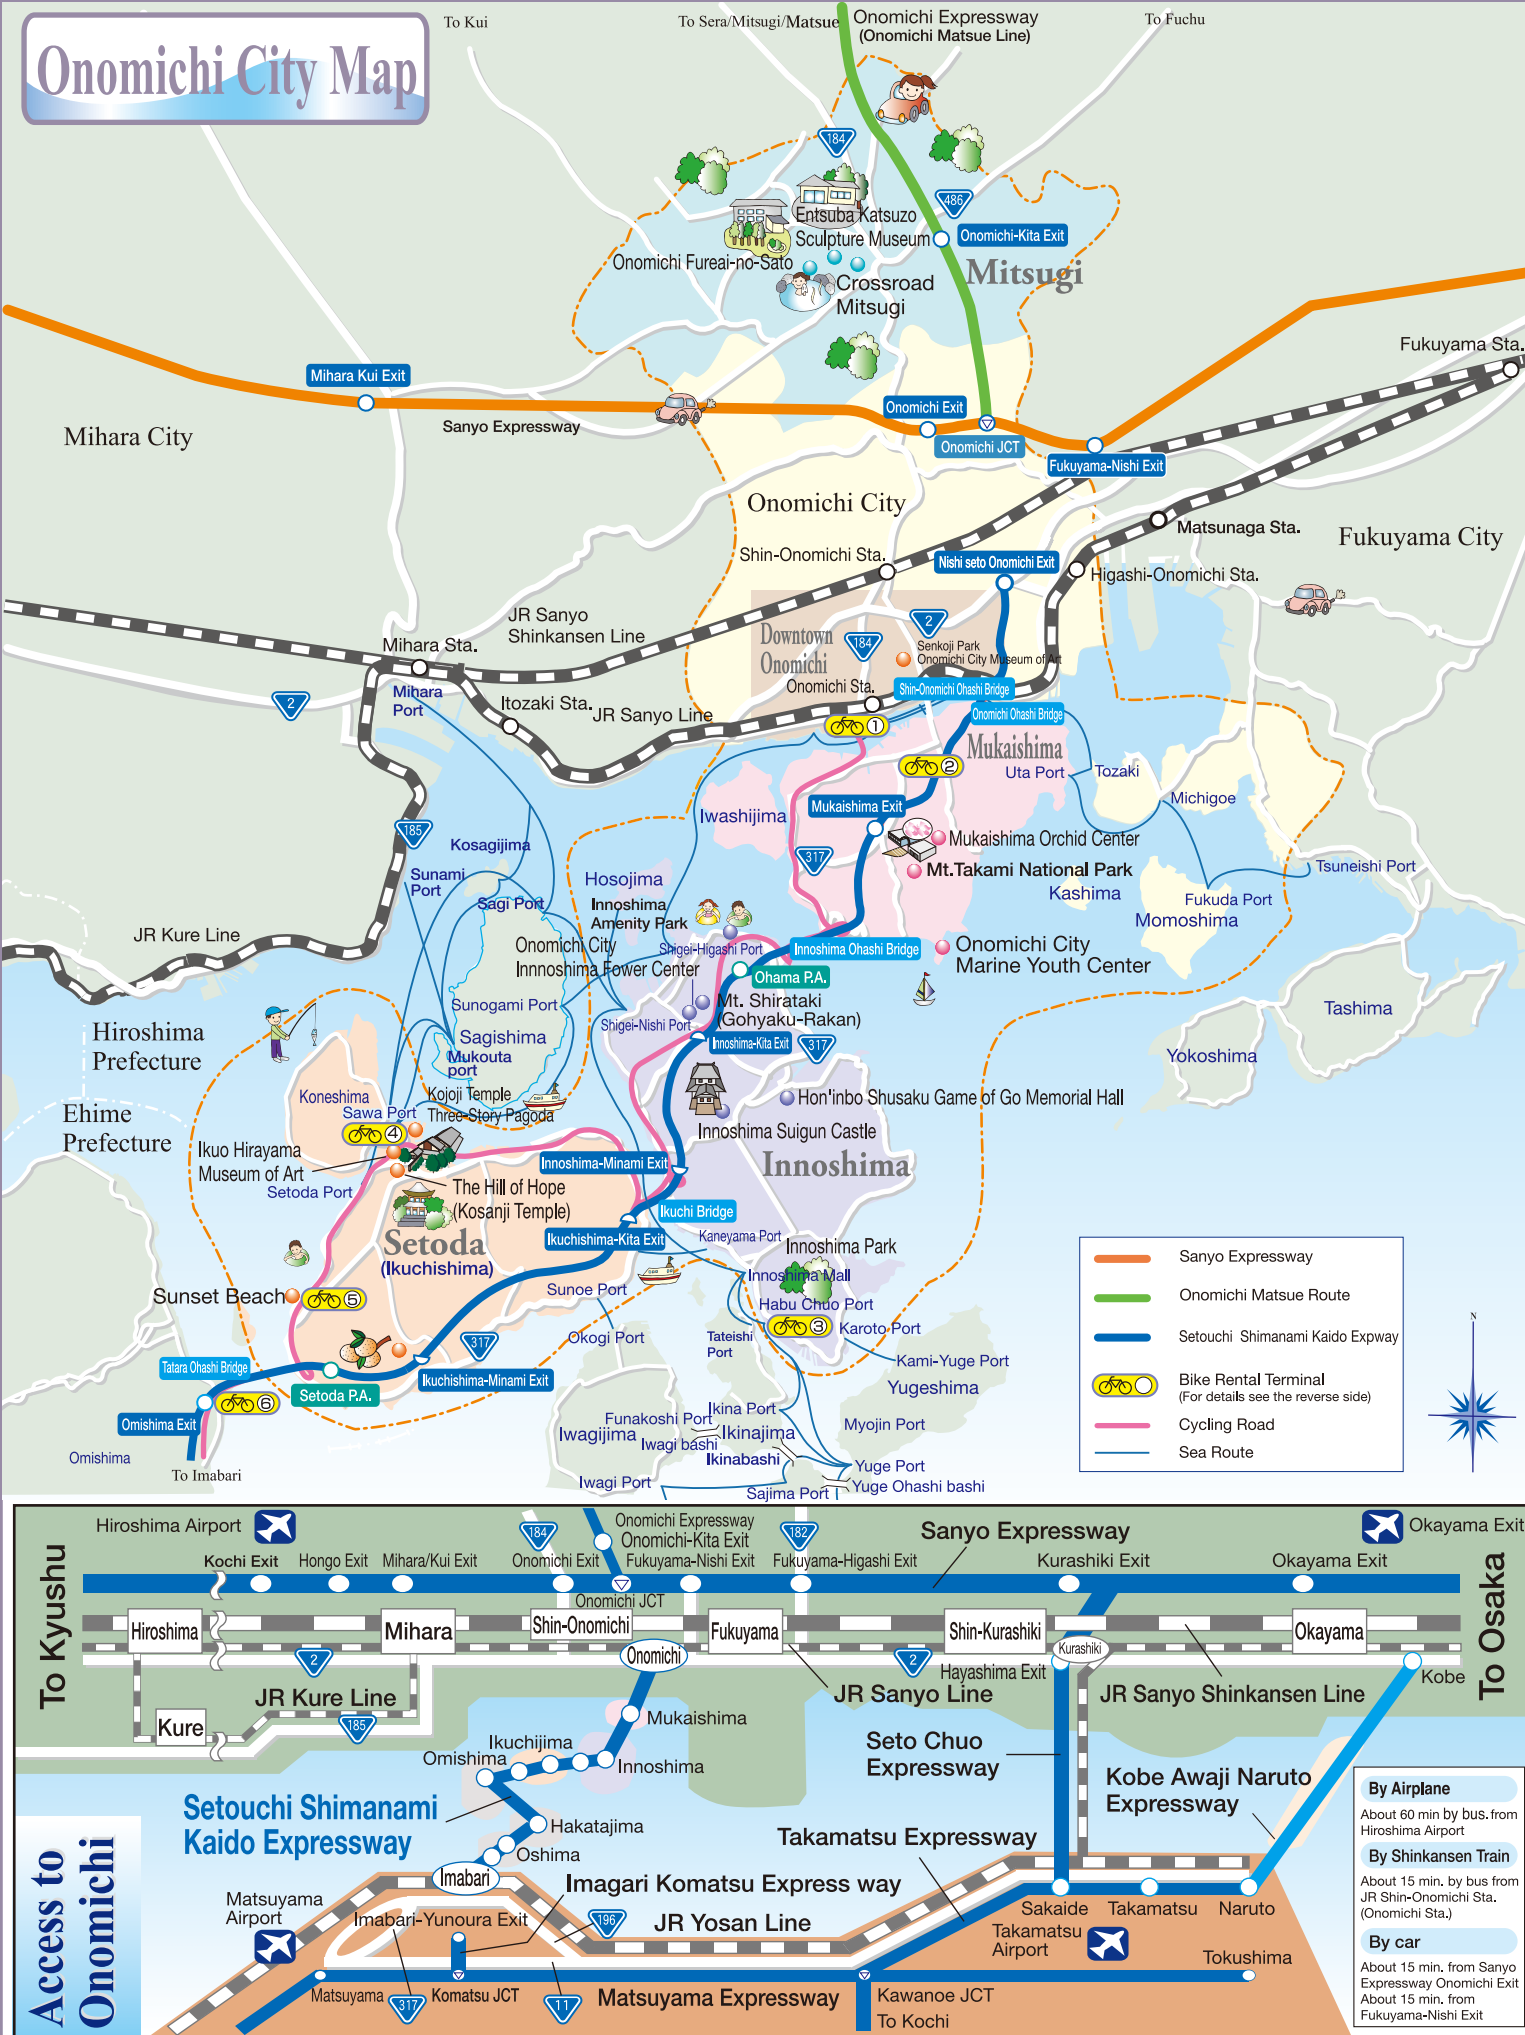 Onomichi City Map
To Kui
To Sera/Mitsugi/Matsue
Onomichi Expressway
(Onomichi Matsue Line)
To Fuchu
184
486
Entsuba Katsuzo
Sculpture Museum
Onomichi-Kita Exit
Onomichi Fureai-no-Sato
Mitsugi
Crossroad
Mitsugi
Fukuyama Sta.
Mihara Kui Exit
Onomichi Exit
Sanyo Expressway
Mihara City
Onomichi JCT
Fukuyama-Nishi Exit
Onomichi City
Matsunaga Sta.
Fukuyama City
Shin-Onomichi Sta.
Nishi seto Onomichi Exit
Higashi-Onomichi Sta.
JR Sanyo
Shinkansen Line
2
Downtown
Onomichi
184
Senkoji Park
Onomichi City Museum of Art
Mihara Sta.
Mihara
Port
2
Onomichi Sta.
Shin-Onomichi Ohashi Bridge
Itozaki Sta.
JR Sanyo Line
Onomichi Ohashi Bridge
①
Mukaishima
②
Uta Port
Tozaki
Michigoe
Iwashijima
Mukaishima Exit
185
Kosagijima
Mukaishima Orchid Center
317
Mt.Takami National Park
Tsuneishi Port
Sunami
Port
Hosojima
Kashima
Fukuda Port
Sagi Port
Innoshima
Amenity Park
Momoshima
JR Kure Line
Onomichi City
Innnoshima Fower Center
Shigei-Higashi Port
Innoshima Ohashi Bridge
Onomichi City
Marine Youth Center
Ohama P.A.
Sunogami Port
Mt. Shirataki
(Gohyaku-Rakan)
Tashima
Shigei-Nishi Port
Hiroshima
Prefecture
Sagishima
Mukouta
port
Innoshima-Kita Exit
317
Yokoshima
Koneshima
Kojoji Temple
Three-Story Pagoda
Sawa Port
Hon'inbo Shusaku Game of Go Memorial Hall
Ehime
Prefecture
④
Innoshima Suigun Castle
Ikuo Hirayama
Museum of Art
Innoshima-Minami Exit
Innoshima
Setoda Port
The Hill of Hope
(Kosanji Temple)
Ikuchi Bridge
Setoda
(Ikuchishima)
Ikuchishima-Kita Exit
Kaneyama Port
Innoshima Park
Innoshima Mall
Sunset Beach
⑤
Sunoe Port
Habu Chuo Port
③
Karoto Port
Okogi Port
Tateishi
Port
317
Tatara Ohashi Bridge
Kami-Yuge Port
Ikuchishima-Minami Exit
Setoda P.A.
Yugeshima
⑥
Ikina Port
Omishima Exit
Funakoshi Port
Myojin Port
Iwagijima
Iwagi bashi
Ikinajima
Omishima
Ikinabashi
To Imabari
Yuge Port
Iwagi Port
Sajima Port
Yuge Ohashi bashi
Sanyo Expressway
Onomichi Matsue Route
Setouchi Shimanami Kaido Expway
Bike Rental Terminal
(For details see the reverse side)
Cycling Road
Sea Route
N
Hiroshima Airport
184
Onomichi Expressway
Onomichi-Kita Exit
182
Sanyo Expressway
Okayama Exit
Kochi Exit
Hongo Exit
Mihara/Kui Exit
Onomichi Exit
Fukuyama-Nishi Exit
Fukuyama-Higashi Exit
Kurashiki Exit
Okayama Exit
To Kyushu
To Osaka
Onomichi JCT
Hiroshima
Mihara
Shin-Onomichi
Fukuyama
Shin-Kurashiki
Okayama
Onomichi
Kurashiki
2
2
Hayashima Exit
Kobe
JR Kure Line
JR Sanyo Line
JR Sanyo Shinkansen Line
Kure
185
Mukaishima
Ikuchijima
Omishima
Innoshima
Seto Chuo
Expressway
Kobe Awaji Naruto
Expressway
Setouchi Shimanami
Kaido Expressway
Hakatajima
Takamatsu Expressway
Oshima
Imabari
Imagari Komatsu Express way
Access to
Onomichi
Matsuyama
Airport
Imabari-Yunoura Exit
196
JR Yosan Line
Sakaide
Takamatsu
Naruto
Takamatsu
Airport
Tokushima
Matsuyama
317
Komatsu JCT
11
Matsuyama Expressway
Kawanoe JCT
To Kochi
By Airplane
About 60 min by bus. from
Hiroshima Airport
By Shinkansen Train
About 15 min. by bus from
JR Shin-Onomichi Sta.
(Onomichi Sta.)
By car
About 15 min. from Sanyo
Expressway Onomichi Exit
About 15 min. from
Fukuyama-Nishi Exit